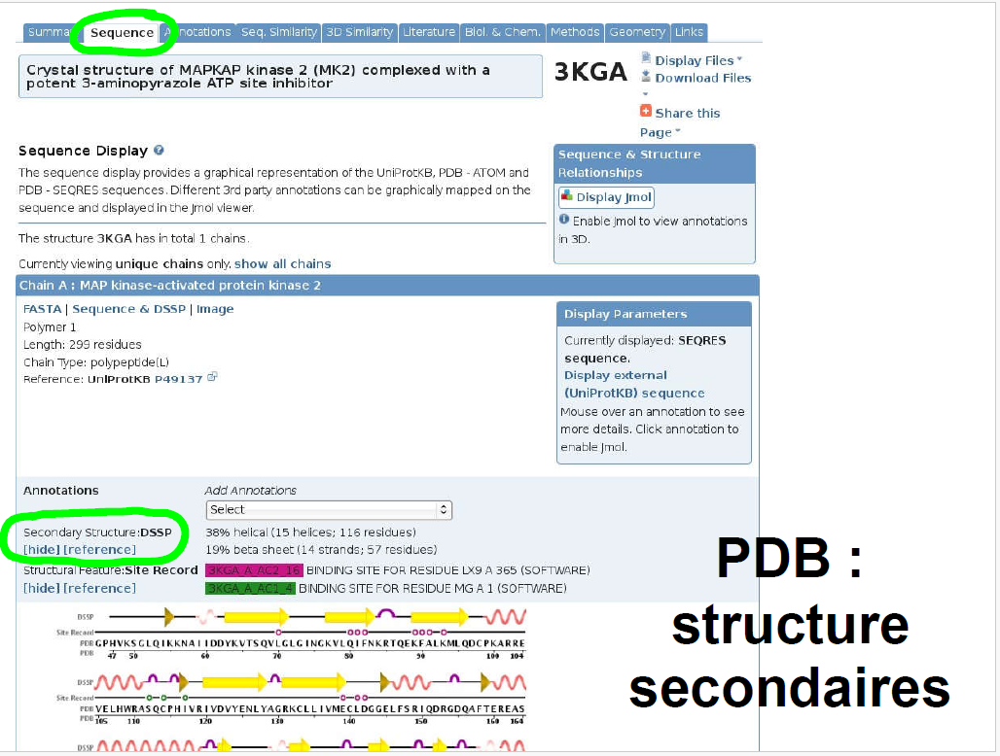 Summa Sequence Annotations Seq. Similarity 3D Similarity Literature Biol. & Chem. Methods Geometry Links
Crystal structure of MAPKAP kinase 2 (MK2) complexed with a
potent 3-aminopyrazole ATP site inhibitor
3KGA
Display Files
Download Files
Share this
Page
Sequence Display
The sequence display provides a graphical representation of the UniProtKB, PDB - ATOM and
PDB - SEQRES sequences. Different 3rd party annotations can be graphically mapped on the
sequence and displayed in the Jmol viewer.
Sequence & Structure
Relationships
Display Jmol
Enable Jmol to view annotations
in 3D.
The structure 3KGA has in total 1 chains.
Currently viewing unique chains only. show all chains
Chain A : MAP kinase-activated protein kinase 2
FASTA | Sequence & DSSP | Image
Polymer 1
Length: 299 residues
Chain Type: polypeptide(L)
Reference: UniProtKB P49137
Display Parameters
Currently displayed: SEQRES
sequence.
Display external
(UniProtKB) sequence
Mouse over an annotation to see
more details. Click annotation to
enable Jmol.
Annotations
Add Annotations
Select
Secondary Structure:DSSP 38% helical (15 helices; 116 residues)
[hide] [reference] 19% beta sheet (14 strands; 57 residues)
Structural Feature:Site Record 3KGA_A_AC2_16 BINDING SITE FOR RESIDUE LX9 A 365 (SOFTWARE)
[hide] [reference] 3KGA_A_AC1_4 BINDING SITE FOR RESIDUE MG A 1 (SOFTWARE)
DSSP
Site Record
PDB GPHVKSGLQIKKNAIIDDYKVTSQVLGLGINGKVLQIFNKRTQEKFALKMLQDCPKARRE
PDB 47 50 60 70 80 90 100 104
DSSP
Site Record
PDB VELHWRASQCPHIVRIVDVYENLYAGRKCLLIVMECLDGGELFSRIQDRGDQAFTEREAS
PDB 105 110 120 130 140 150 160 164
DSSP
PDB :
structure
secondaires